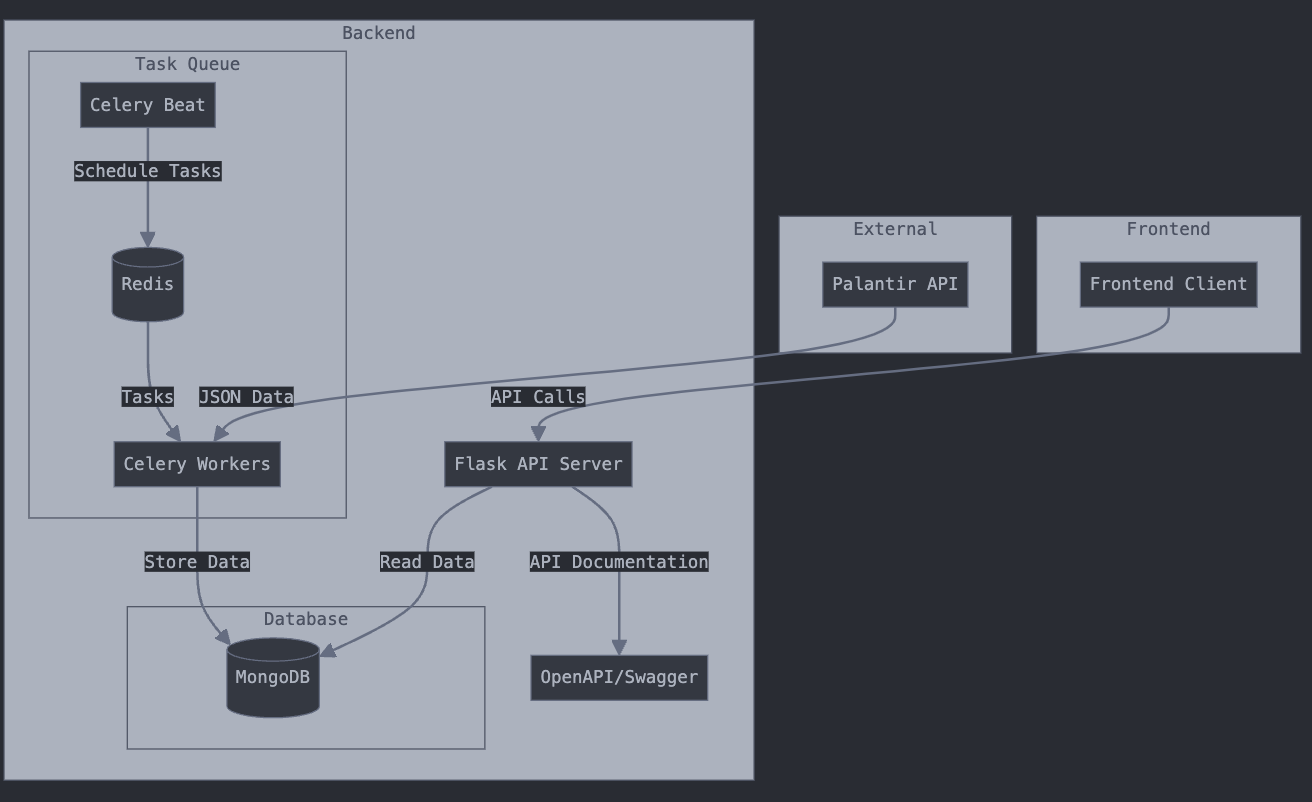 Backend
Task Queue
Celery Beat
Schedule Tasks
External
Frontend
Redis
Palantir API
Frontend Client
Tasks
JSON Data
API Calls
Celery Workers
Flask API Server
Store Data
Read Data
API Documentation
Database
MongoDB
OpenAPI/Swagger